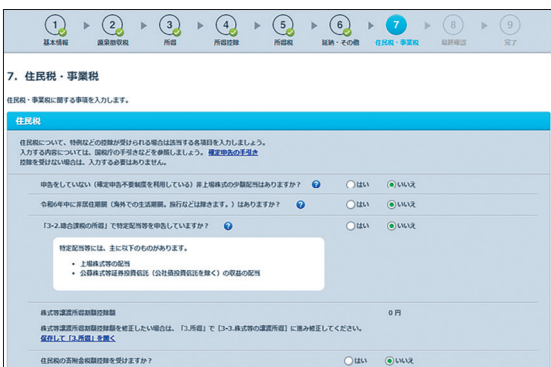 1 ▶ 2 ▶ 3 ▶ 4 ▶ 5 ▶ 6 ▶ 7 ▶ 8 ▶ 9
基本情報 源泉徴収税 所得 所得控除 所得税 延納・その他 住民税・事業税 最終確認 完了
7. 住民税・事業税
住民税・事業税に関する事項を入力します。
住民税
住民税について、特例などの控除が受けられる場合は該当する各項目を入力しましょう。
入力する内容については、国税庁の手引きなどを参照しましょう。 確定申告の手引き
控除を受けない場合は、入力する必要はありません。
申告をしていない（確定申告不要制度を利用している）非上場株式の少額配当はありますか？ ? はい いいえ
令和6年中に非居住期間（海外での生活期間。旅行などは除きます。）はありますか？ ? はい いいえ
「3-2.総合課税の所得」で特定配当等を申告していますか？ ? はい いいえ
特定配当等には、主に以下のものがあります。
・ 上場株式等の配当
・ 公募株式等証券投資信託（公社債投資信託を除く）の収益の配当
株式等譲渡所得割額控除額 0 円
株式等譲渡所得割額控除額を修正したい場合は、「3.所得」で［3-3.株式等の譲渡所得］に進み修正してください。
保存して「3.所得」を開く
住民税の寄附金税額控除を受けますか？ はい いいえ